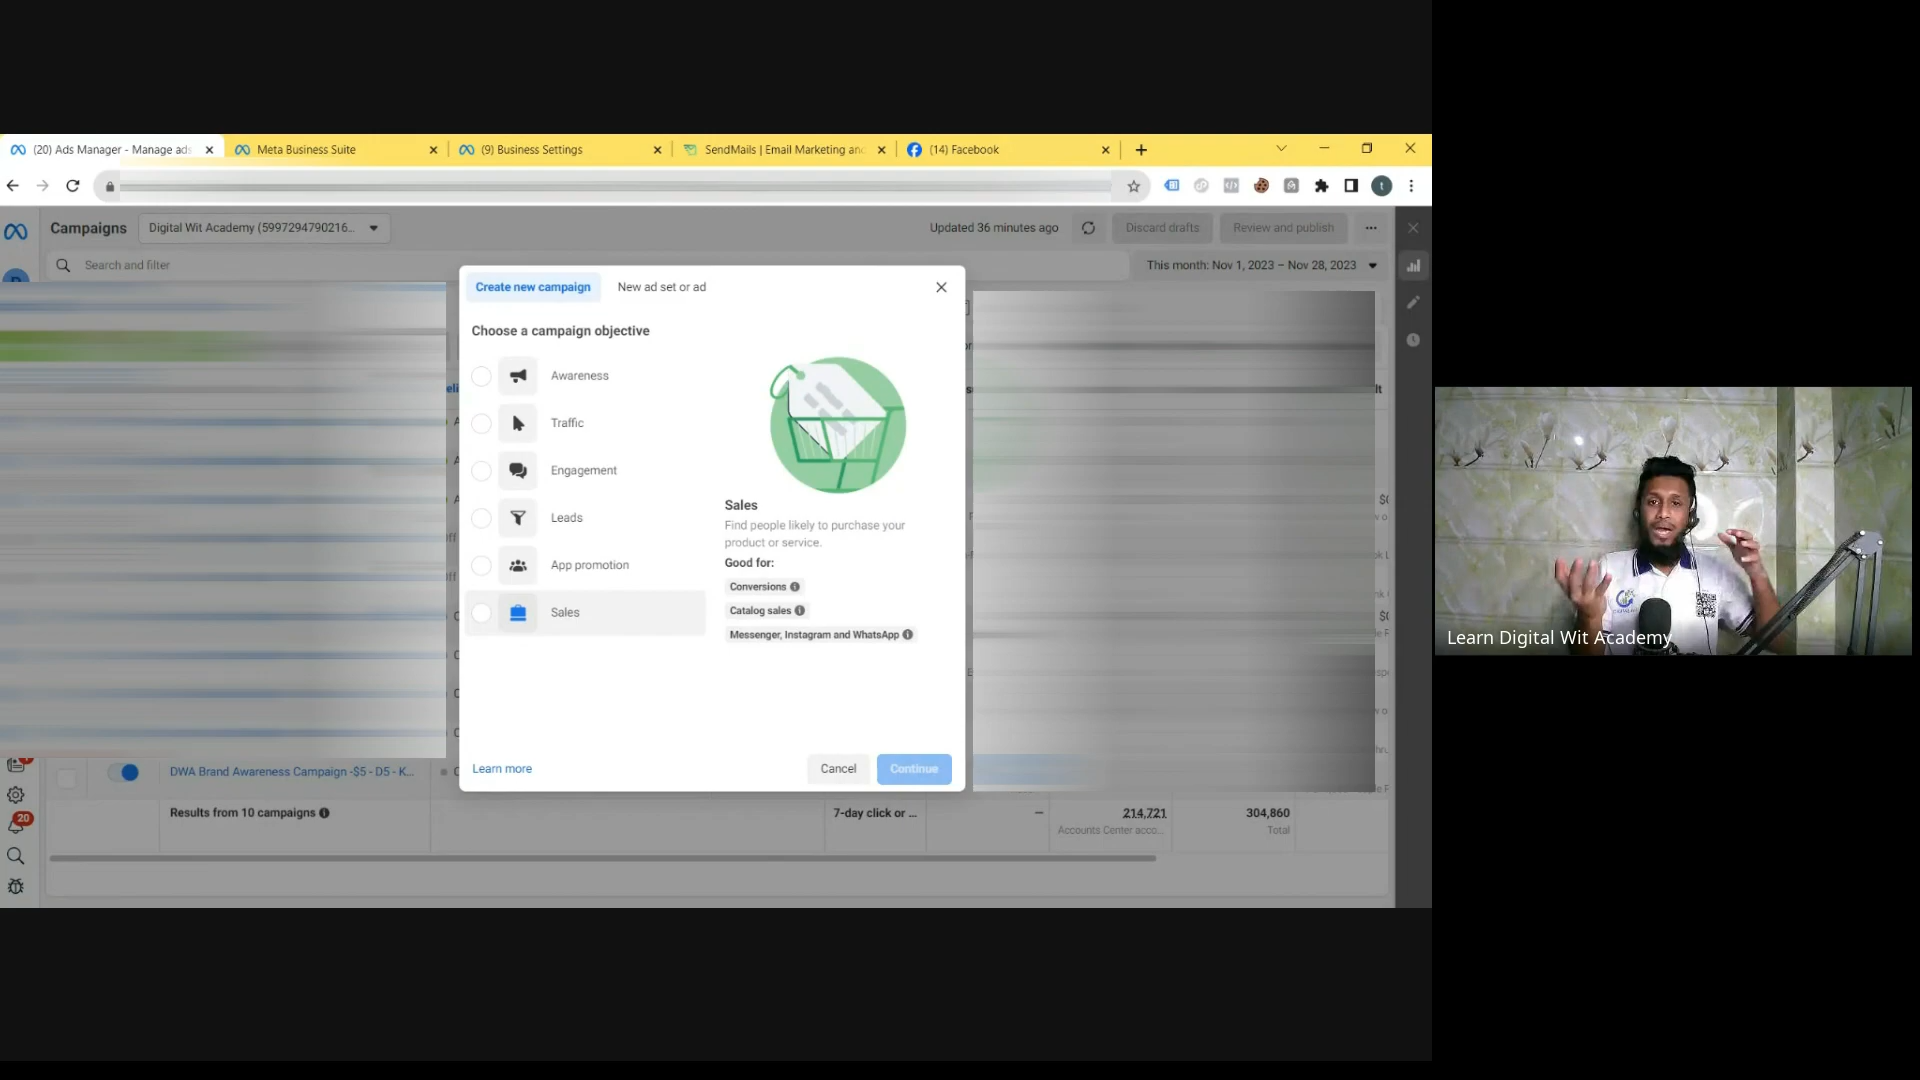 (20) Ads Manager - Manage ads
Meta Business Suite
(9) Business Settings
SendMails | Email Marketing and
(14) Facebook
t
Campaigns
Digital Wit Academy (5997294790216...
Updated 36 minutes ago
Discard drafts
Review and publish
Search and filter
This month: Nov 1, 2023 – Nov 28, 2023
Create new campaign
New ad set or ad
Choose a campaign objective
Awareness
Traffic
Engagement
Leads
App promotion
Sales
Sales
Find people likely to purchase your
product or service.
Good for:
Conversions
Catalog sales
Messenger, Instagram and WhatsApp
Learn more
Cancel
Continue
DWA Brand Awareness Campaign -$5 - D5 - K...
Results from 10 campaigns
7-day click or ...
—
214,721
Accounts Center acco...
304,860
Total
20
Learn Digital Wit Academy